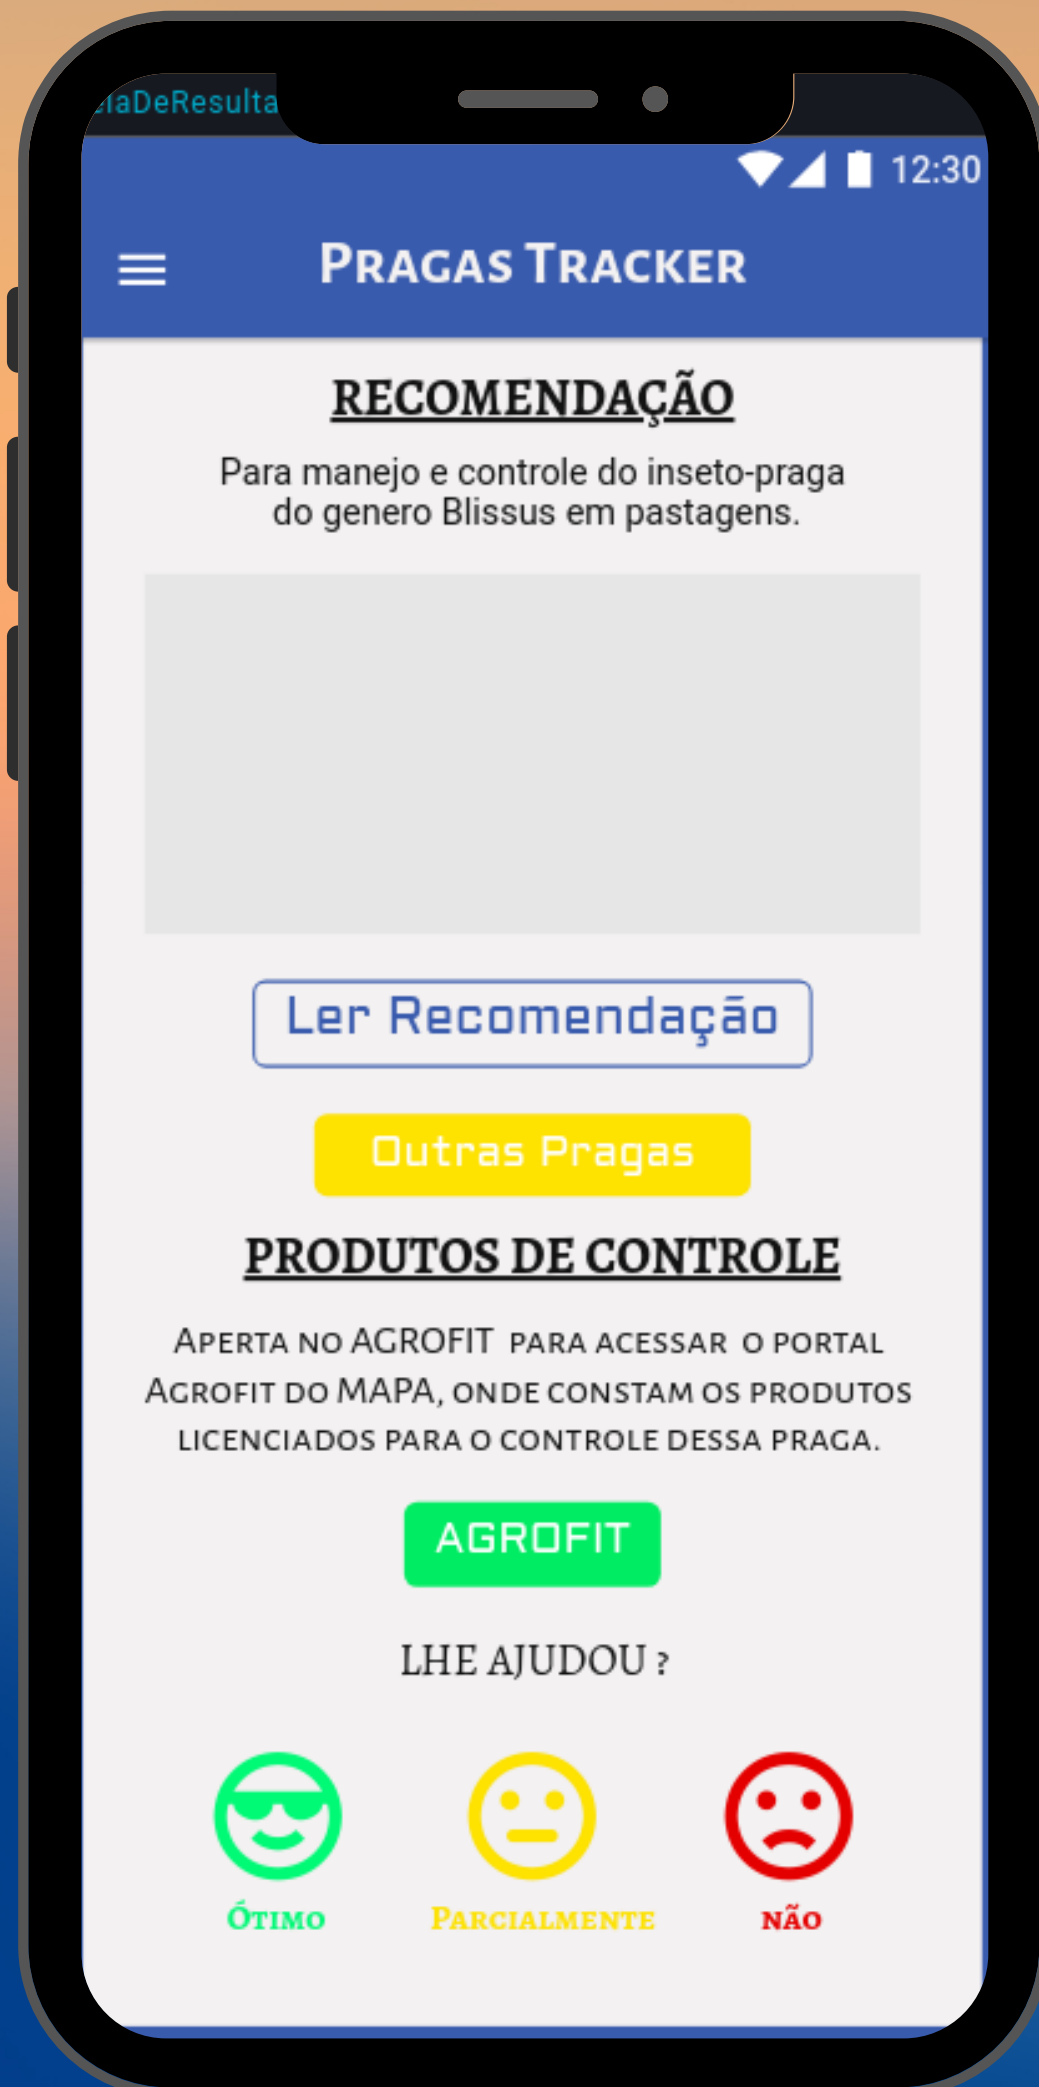 elaDeResulta
12:30
Pragas Tracker
RECOMENDAÇÃO
Para manejo e controle do inseto-praga
do genero Blissus em pastagens.
Ler Recomendação
Outras Pragas
PRODUTOS DE CONTROLE
Aperta no AGROFIT para acessar o portal
Agrofit do MAPA, onde constam os produtos
licenciados para o controle dessa praga.
AGROFIT
LHE AJUDOU ?
Ótimo Parcialmente não